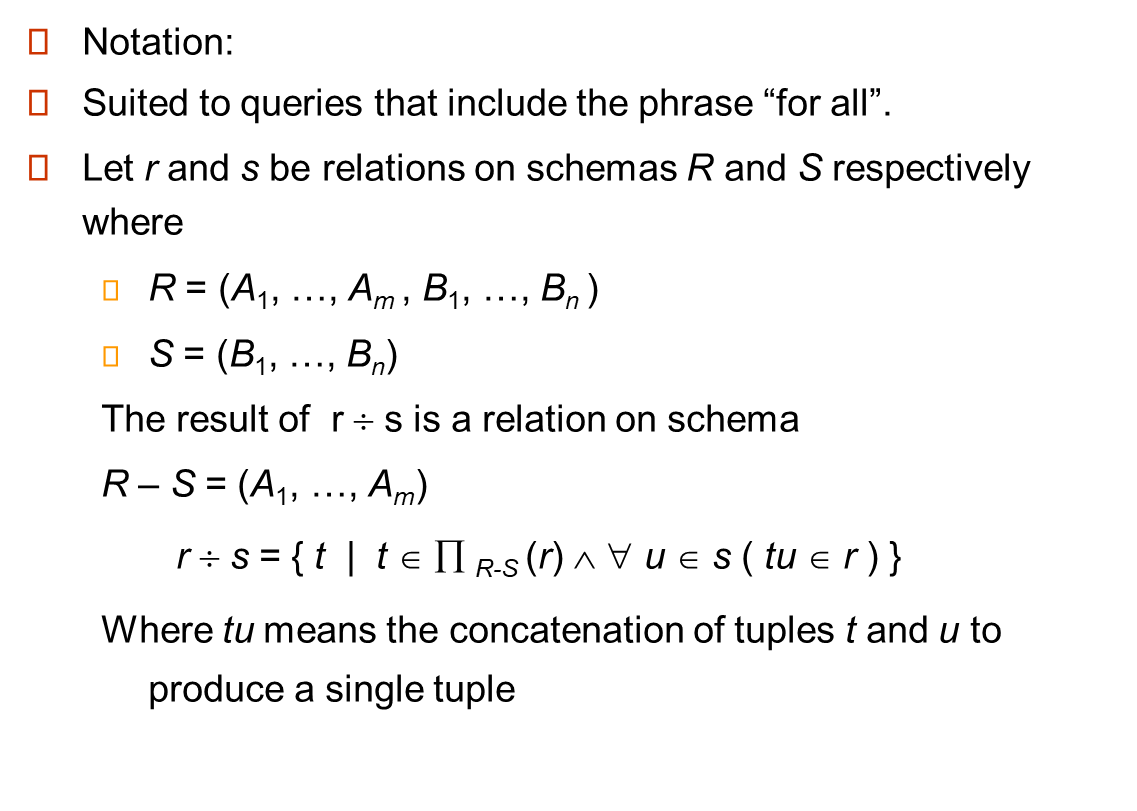 Notation:
Suited to queries that include the phrase “for all”.
Let r and s be relations on schemas R and S respectively
where
R = (A1, …, Am , B1, …, Bn )
S = (B1, …, Bn)
The result of r ÷ s is a relation on schema
R – S = (A1, …, Am)
r ÷ s = { t | t ∈ ∏ R-S (r) ∧ ∀ u ∈ s ( tu ∈ r ) }
Where tu means the concatenation of tuples t and u to
produce a single tuple